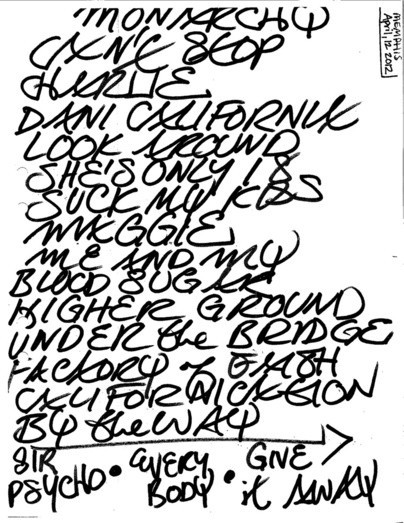 MONARCHY
CAN'T STOP
CHARLIE
DANI CALIFORNIA
LOOK AROUND
SHE'S ONLY 18
SUCK MY KISS
MAGGIE
ME AND MY
BLOOD SUGAR
HIGHER GROUND
UNDER the BRIDGE
FACTORY of FAITH
CALIFORNICATION
BY the WAY
SIR EVERY GIVE
PSYCHO • BODY • it AWAY
MEMPHIS
April, 12 2012